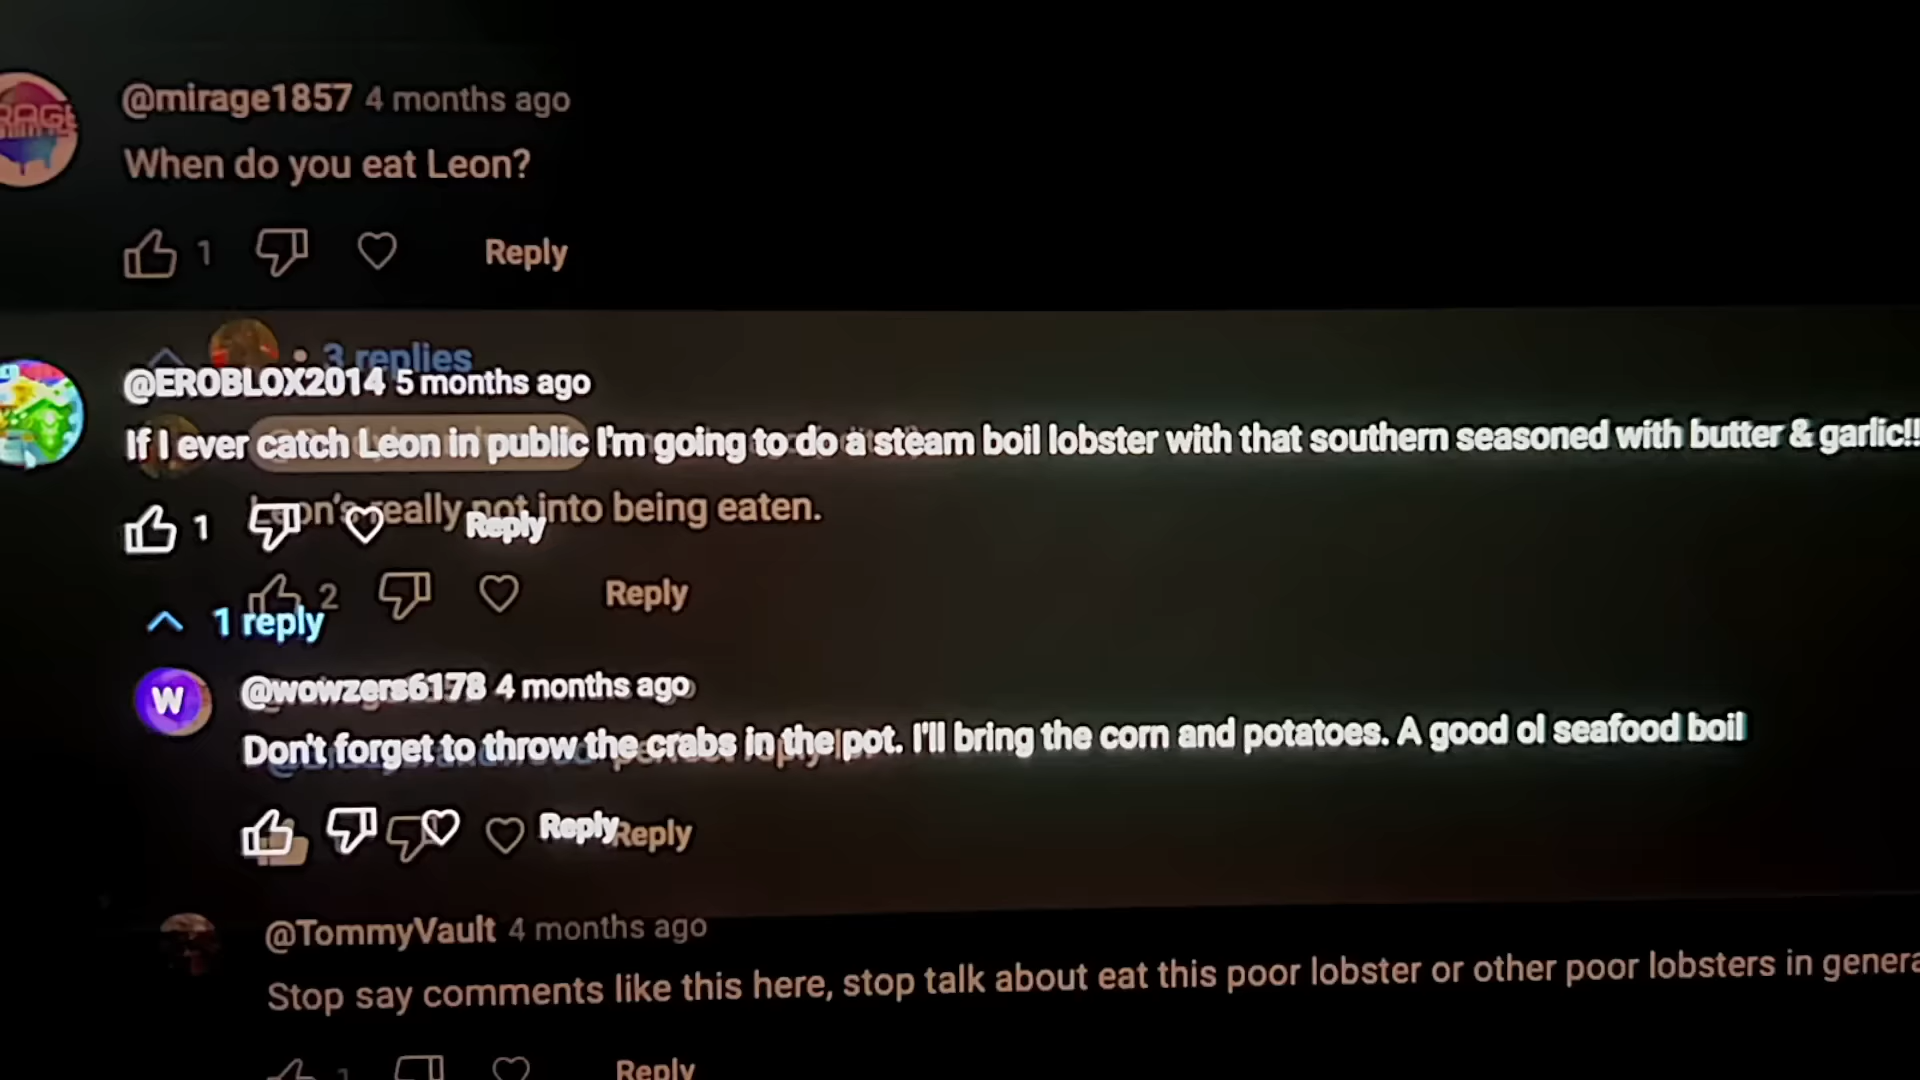 @mirage1857 4 months ago
When do you eat Leon?
1 Reply
3 replies
@EROBLOX2014 5 months ago
If I ever catch Leon in public I'm going to do a steam boil lobster with that southern seasoned with butter & garlic!!
Leon's really not into being eaten.
1 Reply
2 Reply
1 reply
W @wowzers6178 4 months ago
Don't forget to throw the crabs in the pot. I'll bring the corn and potatoes. A good ol seafood boil
Reply Reply
@TommyVault 4 months ago
Stop say comments like this here, stop talk about eat this poor lobster or other poor lobsters in genera
1 Reply